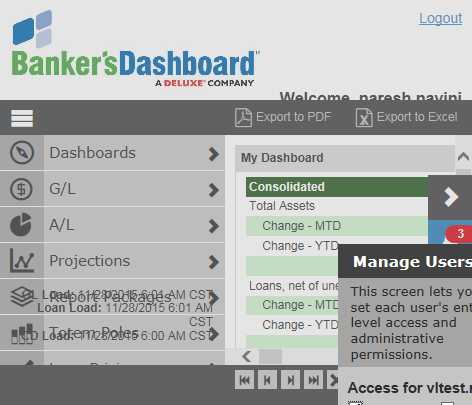 Logout
Banker'sDashboard™
A DELUXE® COMPANY
Welcome, paresh navini
Export to PDF
Export to Excel
Dashboards
My Dashboard
G/L
Consolidated
Total Assets
A/L
Change - MTD
3
Change - YTD
Projections
Manage Users
Loans, net of une
This screen lets yo
Report Packages
Load: 11/28/2015 6:01 AM CST
Change - MTD
set each user's ent
Loan Load: 11/28/2015 6:01 AM
CST
Change - YTD
level access and
Totem Poles
D Load: 11/28/2015 6:00 AM CST
administrative
permissions.
Access for vltest.